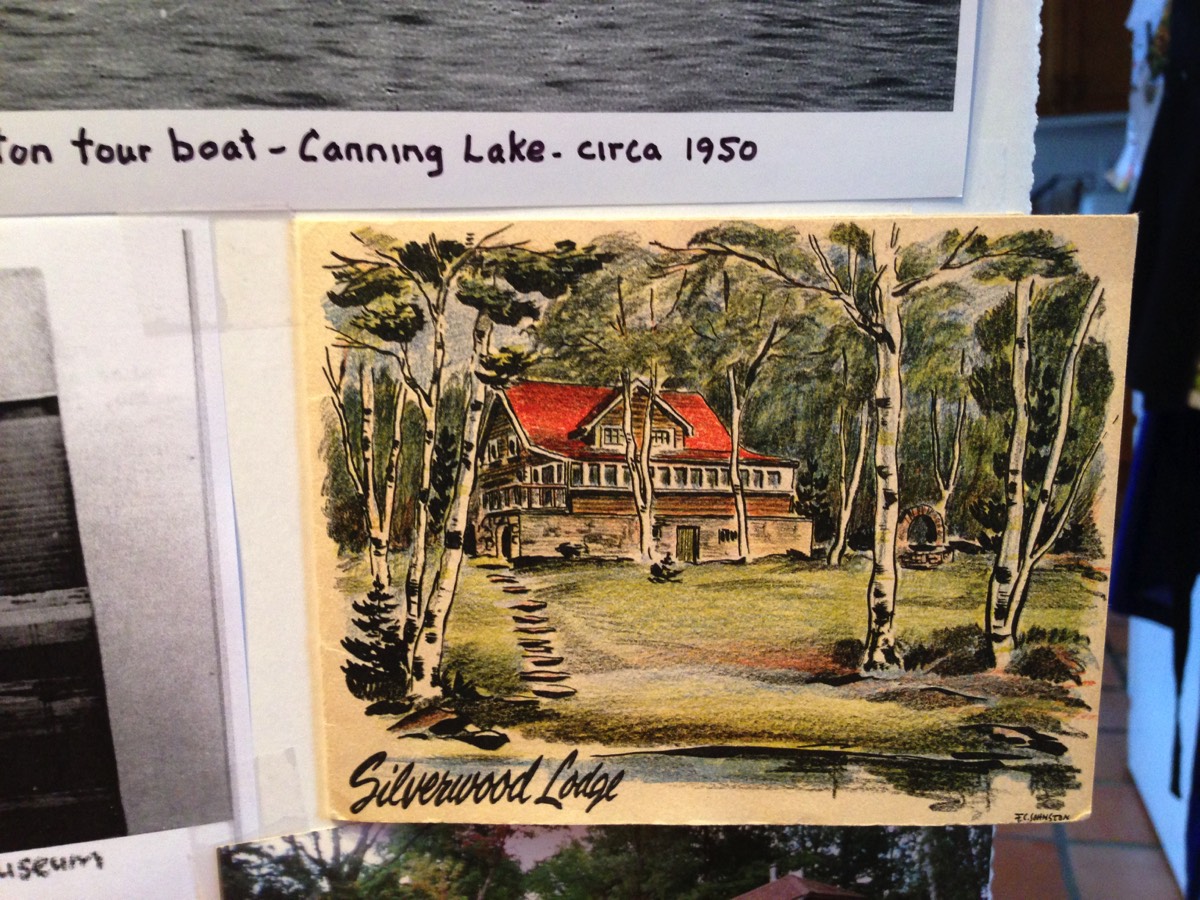 ton tour boat - Canning Lake. circa 1950
Silverwood Lodge
F.C. JOHNSTON
useum